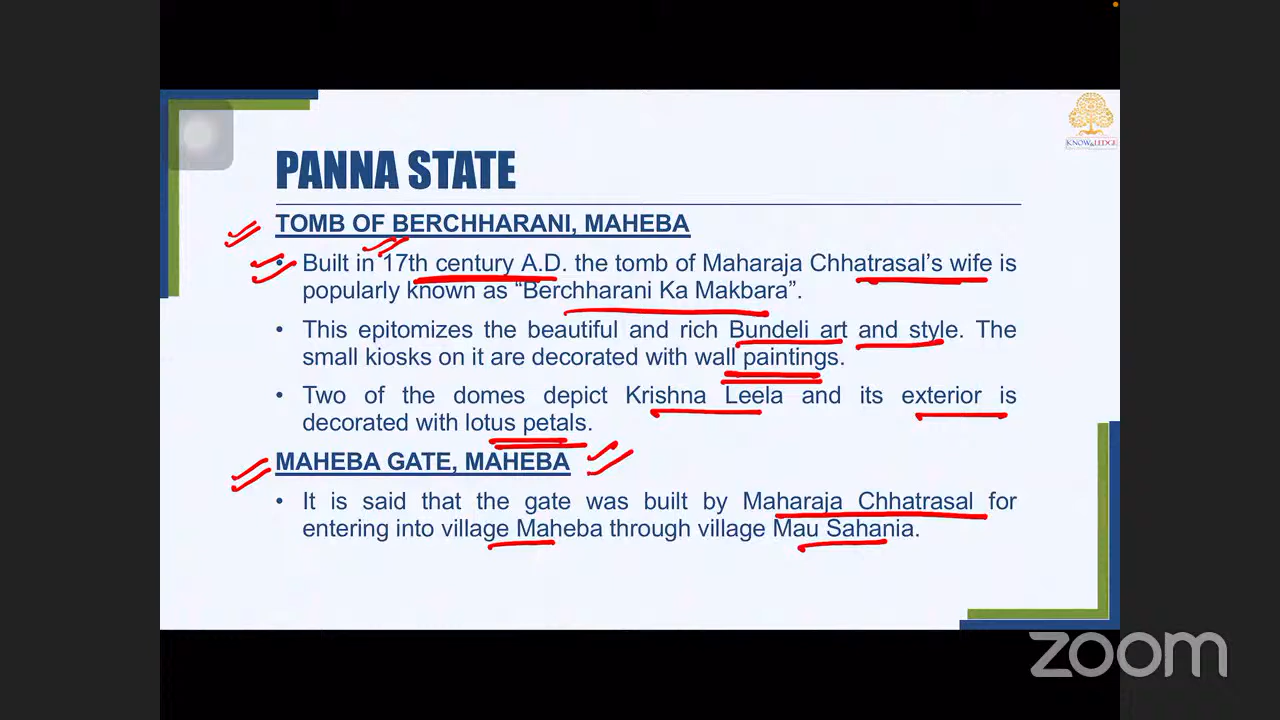 KNOW&LEDGE
PANNA STATE
TOMB OF BERCHHARANI, MAHEBA
• Built in 17th century A.D. the tomb of Maharaja Chhatrasal’s wife is
popularly known as “Berchharani Ka Makbara”.
• This epitomizes the beautiful and rich Bundeli art and style. The
small kiosks on it are decorated with wall paintings.
• Two of the domes depict Krishna Leela and its exterior is
decorated with lotus petals.
MAHEBA GATE, MAHEBA
• It is said that the gate was built by Maharaja Chhatrasal for
entering into village Maheba through village Mau Sahania.
zoom